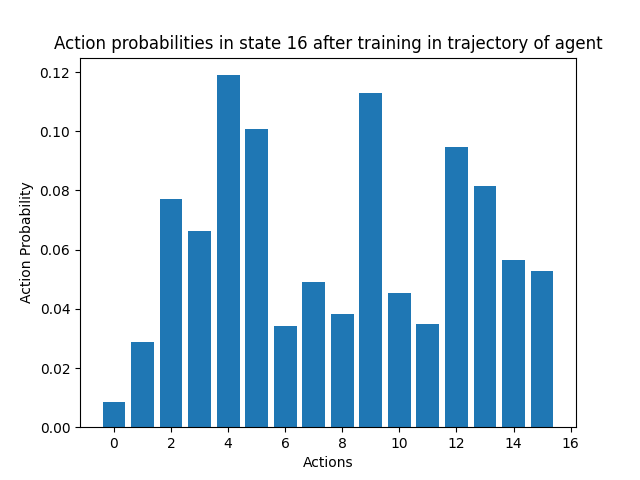 Action probabilities in state 16 after training in trajectory of agent
0.12
0.10
0.08
0.06
0.04
0.02
0.00
Action Probability
0 2 4 6 8 10 12 14 16
Actions